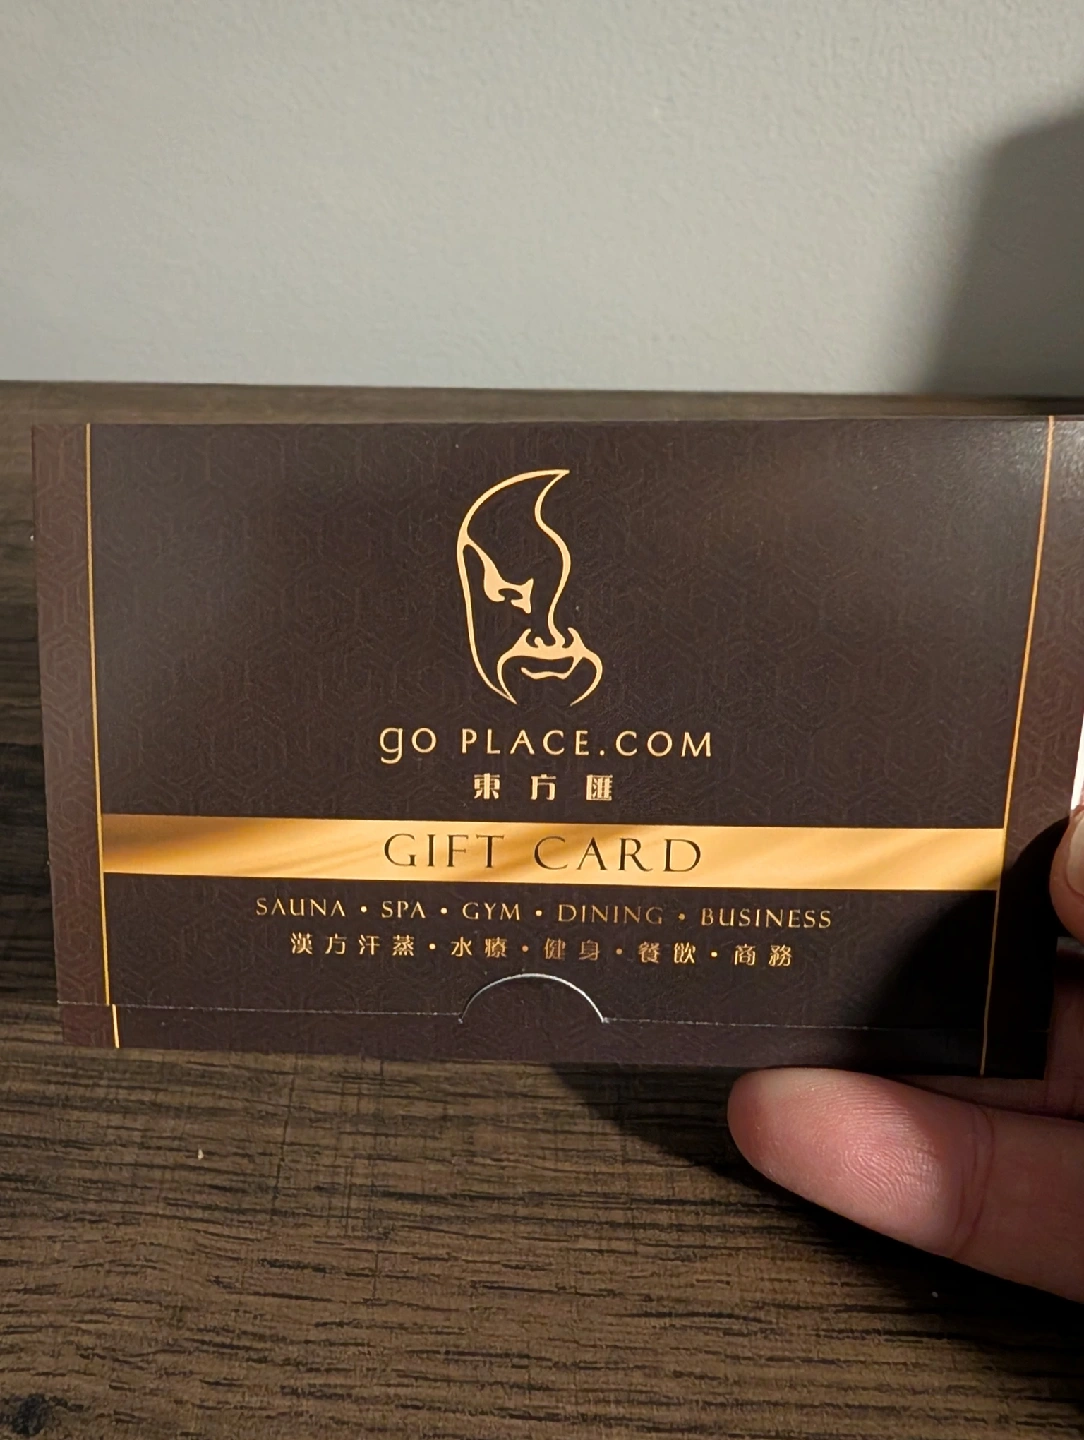 go PLACE.COM
東方匯
GIFT CARD
SAUNA • SPA • GYM • DINING • BUSINESS
漢方汗蒸 • 水療 • 健身 • 餐飲 • 商務